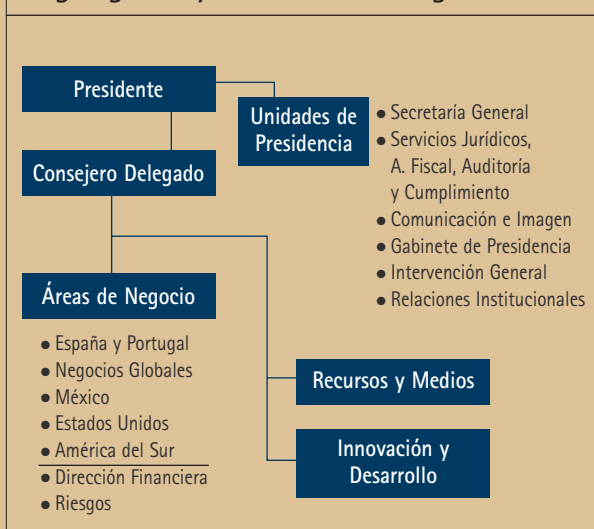 Presidente
Unidades de
Presidencia
● Secretaría General
● Servicios Jurídicos,
A. Fiscal, Auditoría
y Cumplimiento
● Comunicación e Imagen
● Gabinete de Presidencia
● Intervención General
● Relaciones Institucionales
Consejero Delegado
Áreas de Negocio
● España y Portugal
● Negocios Globales
● México
● Estados Unidos
● América del Sur
● Dirección Financiera
● Riesgos
Recursos y Medios
Innovación y
Desarrollo